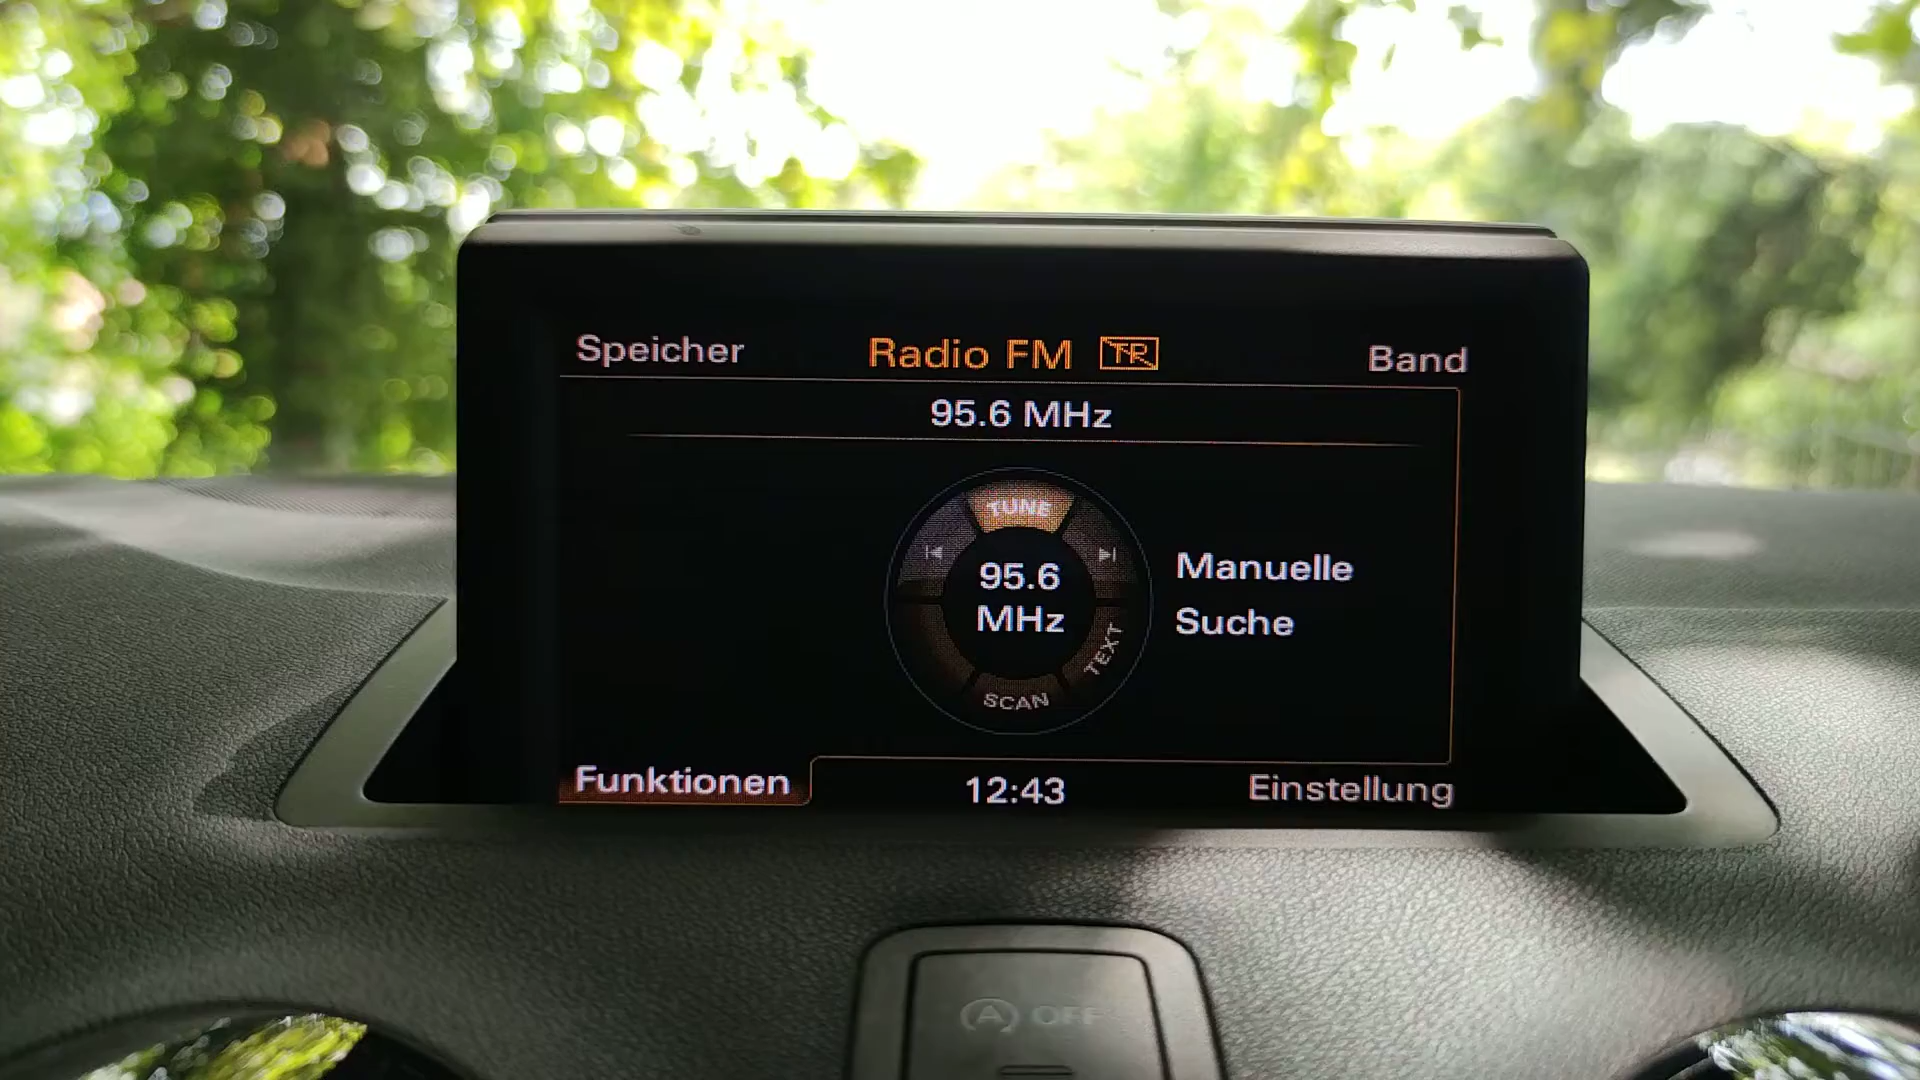 Speicher
Radio FM TP
Band
95.6 MHz
TUNE
95.6
MHz
TEXT
SCAN
Manuelle
Suche
Funktionen
12:43
Einstellung
A OFF